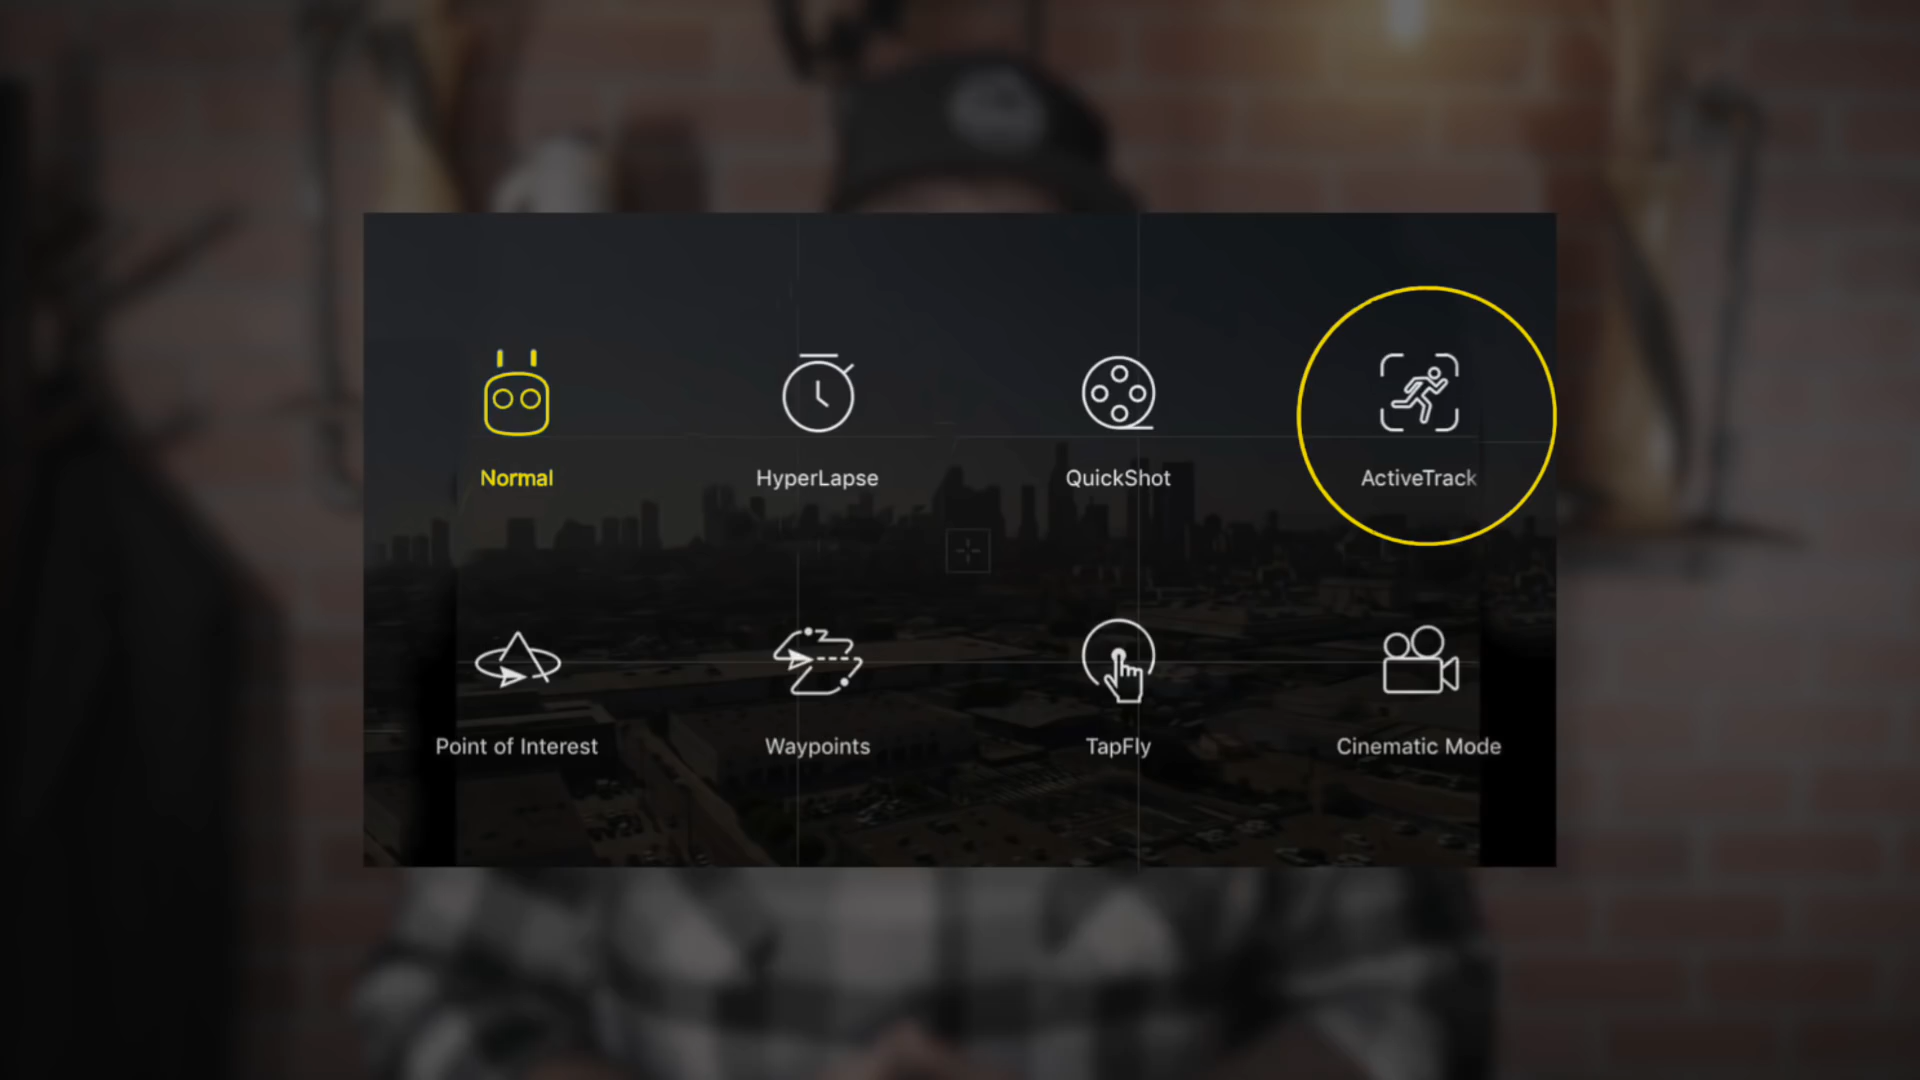 Normal
HyperLapse
QuickShot
ActiveTrack
Point of Interest
Waypoints
TapFly
Cinematic Mode